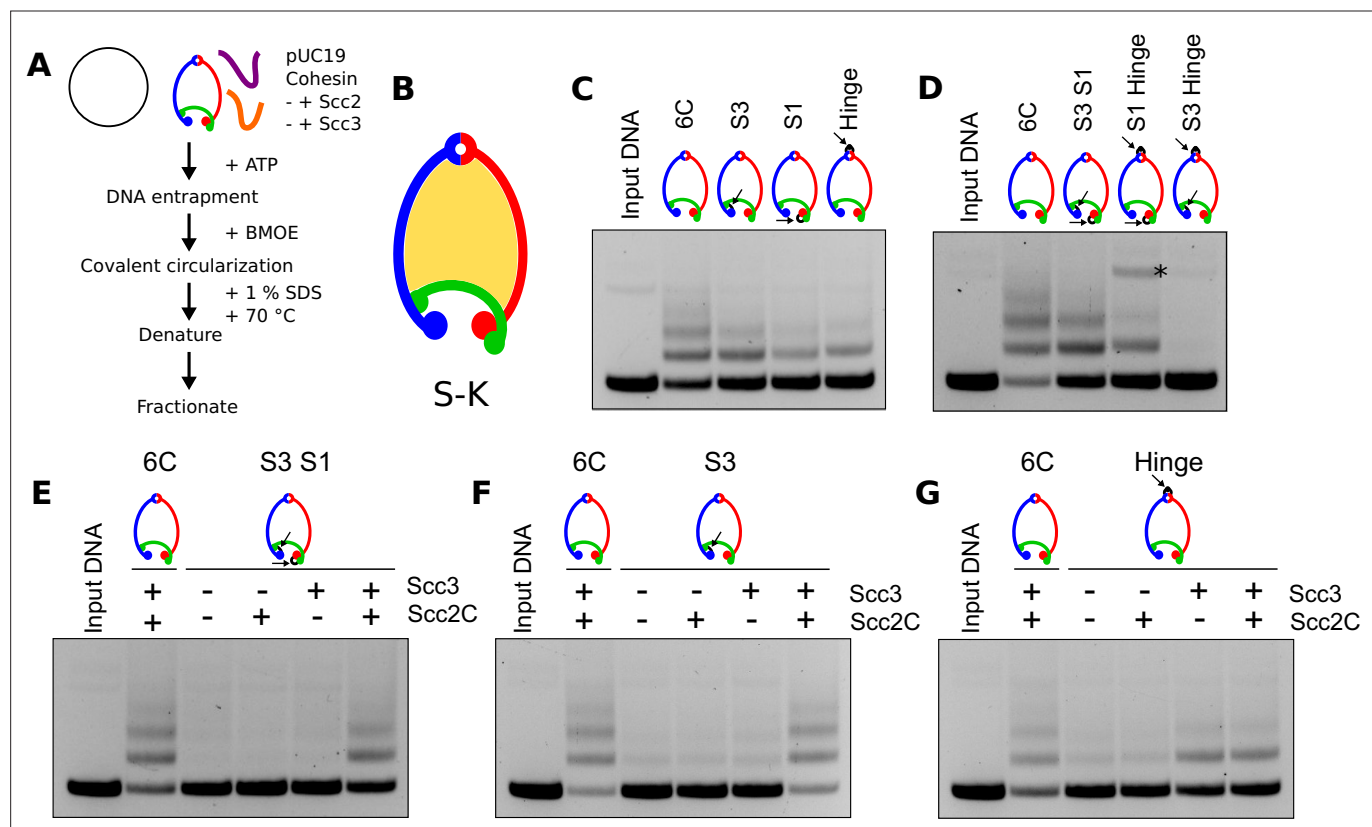 A
pUC19
Cohesin
- + Scc2
- + Scc3
+ ATP
DNA entrapment
+ BMOE
Covalent circularization
+ 1 % SDS
+ 70 °C
Denature
Fractionate
B
S-K
C
Input DNA
6C
S3
S1
Hinge
D
Input DNA
6C
S3 S1
S1 Hinge
S3 Hinge
*
E
6C
S3 S1
Input DNA
+ - - + + Scc3
+ - + - + Scc2C
F
6C
S3
Input DNA
+ - - + + Scc3
+ - + - + Scc2C
G
6C
Hinge
Input DNA
+ - - + + Scc3
+ - + - + Scc2C